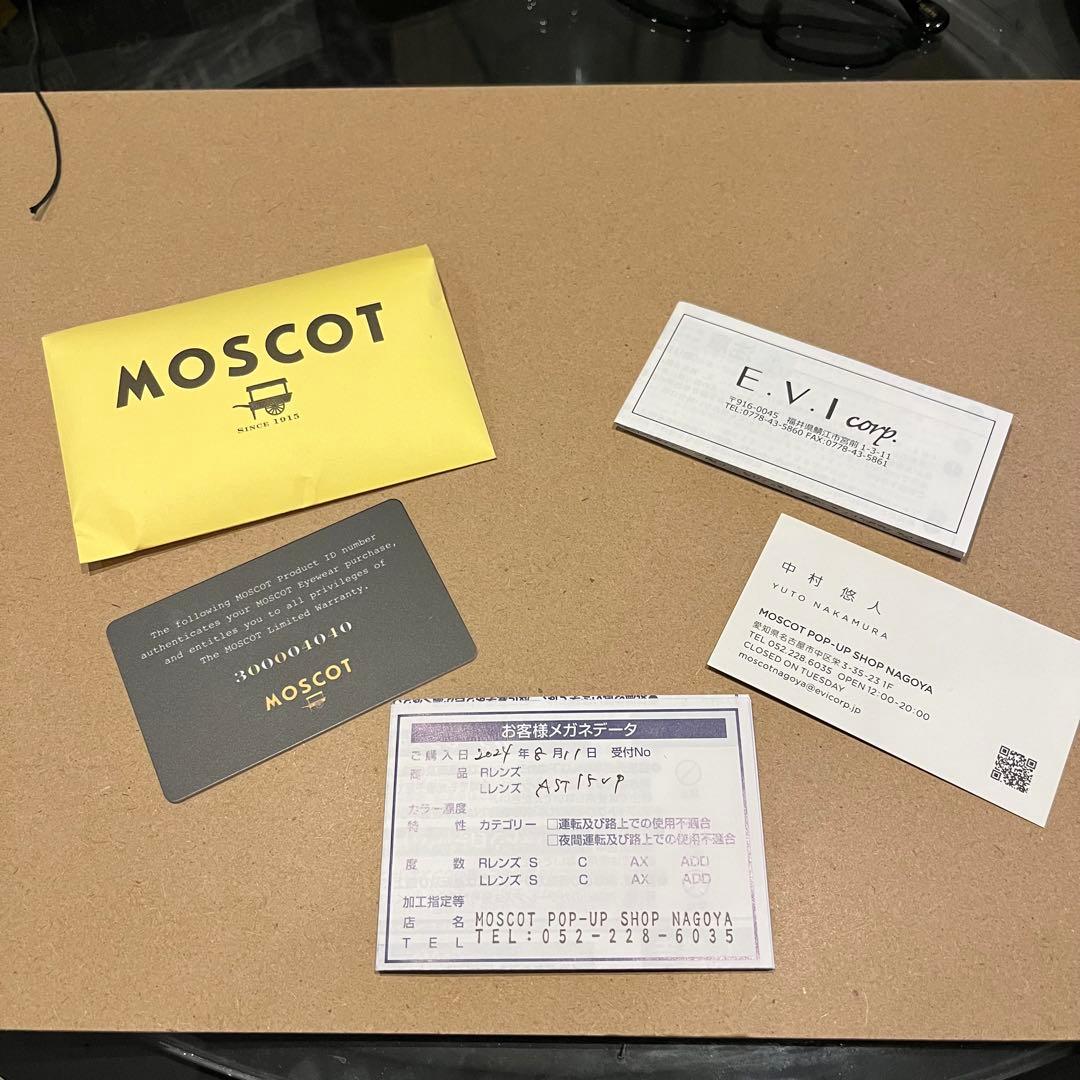 MOSCOT
SINCE 1915
E.V.I corp.
〒916-0045 福井県鯖江市宮前 1-3-11
TEL:0778-43-5860 FAX:0778-43-5861
The following MOSCOT Product ID number
authenticates your MOSCOT Eyewear purchase,
and entitles you to all privileges of
The MOSCOT Limited Warranty.
300004040
MOSCOT
中村 悠人
YUTO NAKAMURA
MOSCOT POP-UP SHOP NAGOYA
愛知県名古屋市中区栄3-35-23 1F
TEL 052.228.6035 OPEN 12:00-20:00
CLOSED ON TUESDAY
moscotnagoya@evicorp.jp
お客様メガネデータ
ご購入日 2024年 8月 11日 受付No
商品 Rレンズ
Lレンズ AST15up
カラー濃度
特性 カテゴリー □運転及び路上での使用不適合
□夜間運転及び路上での使用不適合
度数 Rレンズ S C AX ADD
Lレンズ S C AX ADD
加工指定等
店名 MOSCOT POP-UP SHOP NAGOYA
TEL TEL:052-228-6035